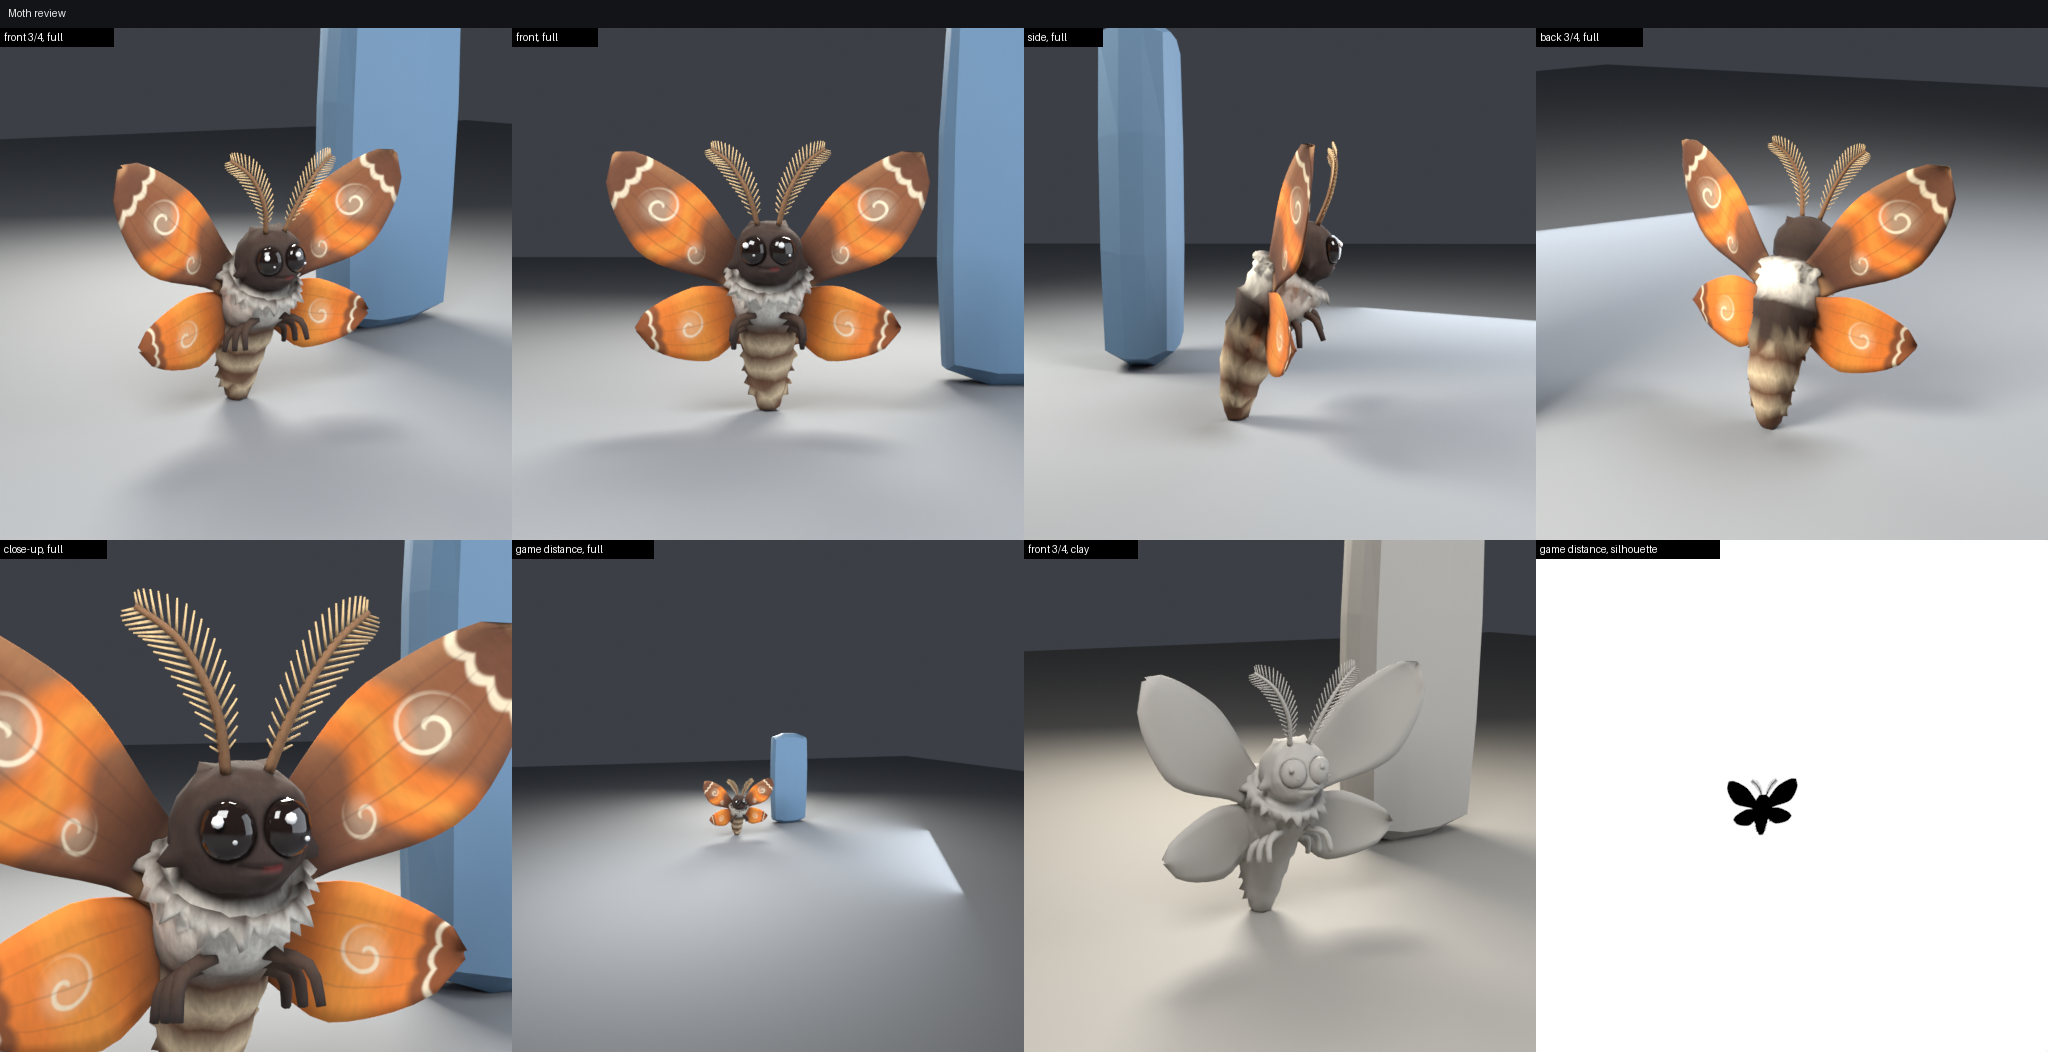 Moth review
front 3/4, full
front, full
side, full
back 3/4, full
close-up, full
game distance, full
front 3/4, clay
game distance, silhouette